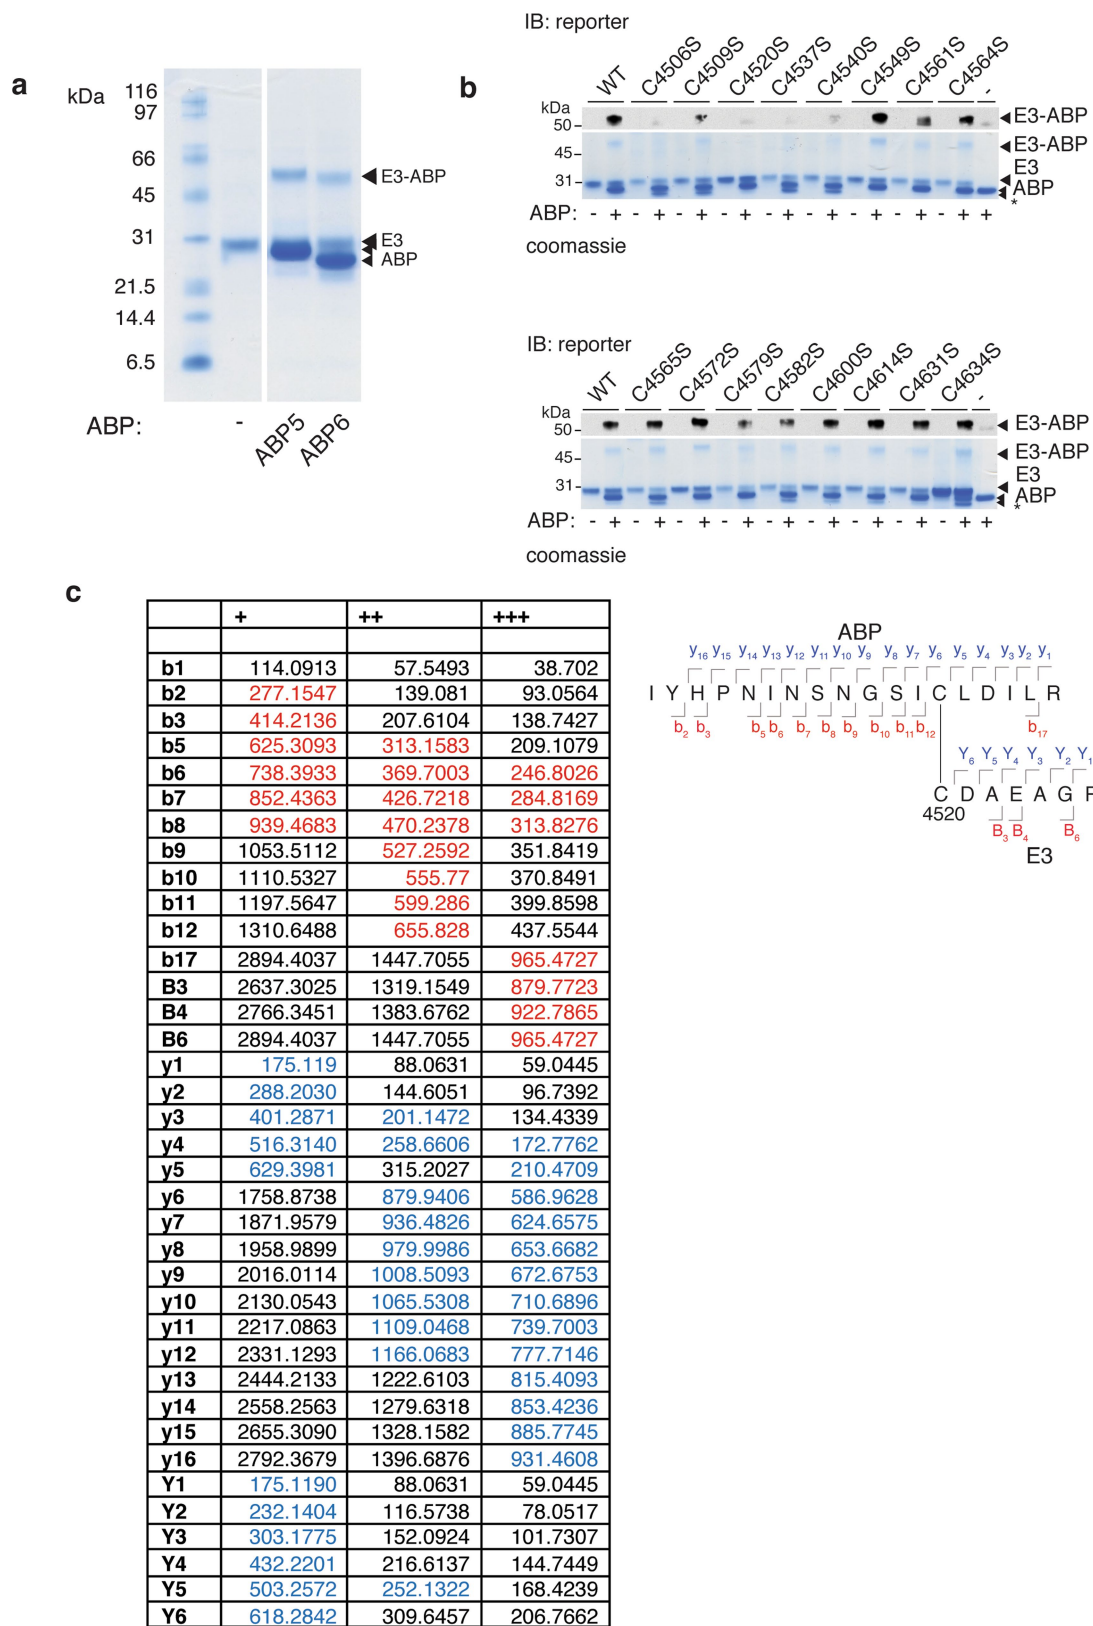 a
kDa
116
97
66
45
31
21.5
14.4
6.5
E3-ABP
E3
ABP
ABP:
-
ABP5
ABP6
b
IB: reporter
WT
C4506S
C4509S
C4520S
C4537S
C4540S
C4549S
C4561S
C4564S
-
kDa
50
45
31
E3-ABP
E3-ABP
E3
ABP
*
ABP: - + - + - + - + - + - + - + - + - + +
coomassie
IB: reporter
WT
C4565S
C4572S
C4579S
C4582S
C4600S
C4614S
C4631S
C4634S
-
kDa
50
45
31
E3-ABP
E3-ABP
E3
ABP
*
ABP: - + - + - + - + - + - + - + - + - + +
coomassie
c
+ ++ +++
b1 114.0913 57.5493 38.702
b2 277.1547 139.081 93.0564
b3 414.2136 207.6104 138.7427
b5 625.3093 313.1583 209.1079
b6 738.3933 369.7003 246.8026
b7 852.4363 426.7218 284.8169
b8 939.4683 470.2378 313.8276
b9 1053.5112 527.2592 351.8419
b10 1110.5327 555.77 370.8491
b11 1197.5647 599.286 399.8598
b12 1310.6488 655.828 437.5544
b17 2894.4037 1447.7055 965.4727
B3 2637.3025 1319.1549 879.7723
B4 2766.3451 1383.6762 922.7865
B6 2894.4037 1447.7055 965.4727
y1 175.119 88.0631 59.0445
y2 288.2030 144.6051 96.7392
y3 401.2871 201.1472 134.4339
y4 516.3140 258.6606 172.7762
y5 629.3981 315.2027 210.4709
y6 1758.8738 879.9406 586.9628
y7 1871.9579 936.4826 624.6575
y8 1958.9899 979.9986 653.6682
y9 2016.0114 1008.5093 672.6753
y10 2130.0543 1065.5308 710.6896
y11 2217.0863 1109.0468 739.7003
y12 2331.1293 1166.0683 777.7146
y13 2444.2133 1222.6103 815.4093
y14 2558.2563 1279.6318 853.4236
y15 2655.3090 1328.1582 885.7745
y16 2792.3679 1396.6876 931.4608
Y1 175.1190 88.0631 59.0445
Y2 232.1404 116.5738 78.0517
Y3 303.1775 152.0924 101.7307
Y4 432.2201 216.6137 144.7449
Y5 503.2572 252.1322 168.4239
Y6 618.2842 309.6457 206.7662
ABP
y16 y15 y14 y13 y12 y11 y10 y9 y8 y7 y6 y5 y4 y3 y2 y1
I Y H P N I N S N G S I C L D I L R
b2 b3 b5 b6 b7 b8 b9 b10 b11 b12 b17
Y6 Y5 Y4 Y3 Y2 Y1
C D A E A G
4520
B3 B4 B6
E3